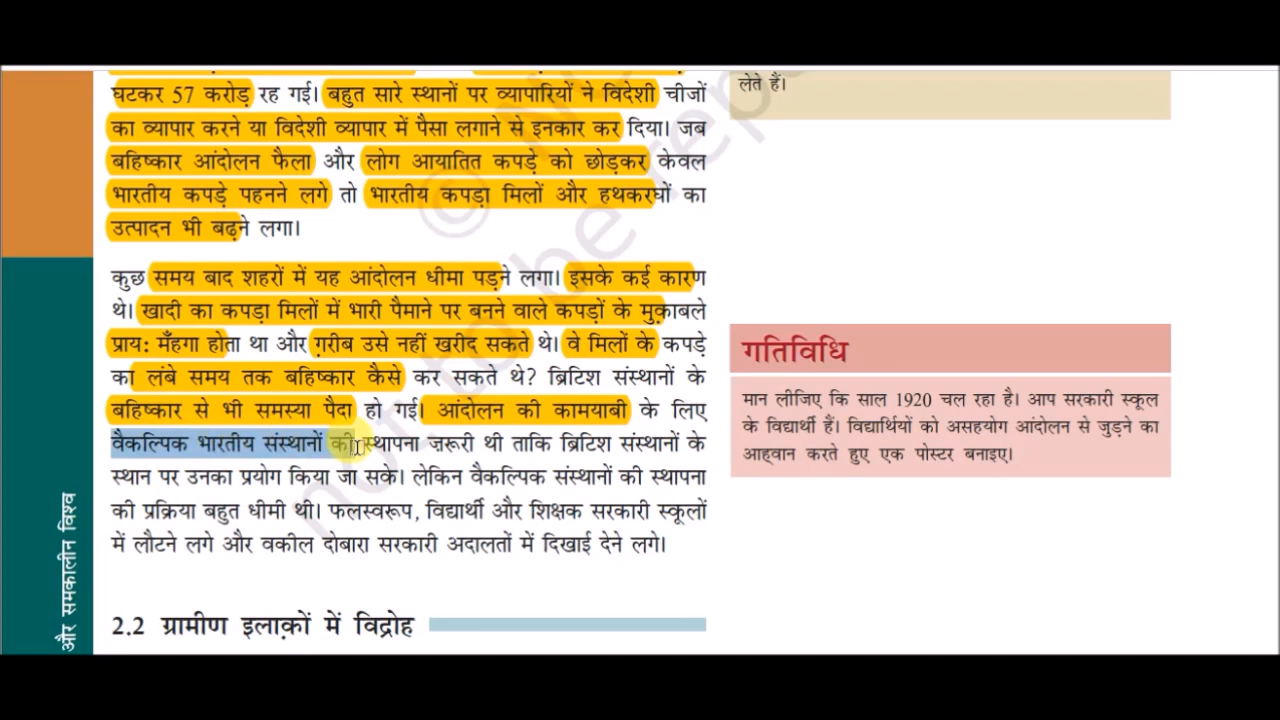 घटकर 57 करोड़ रह गई। बहुत सारे स्थानों पर व्यापारियों ने विदेशी चीजों
का व्यापार करने या विदेशी व्यापार में पैसा लगाने से इनकार कर दिया। जब
बहिष्कार आंदोलन फैला और लोग आयातित कपड़े को छोड़कर केवल
भारतीय कपड़े पहनने लगे तो भारतीय कपड़ा मिलों और हथकरघों का
उत्पादन भी बढ़ने लगा।
कुछ समय बाद शहरों में यह आंदोलन धीमा पड़ने लगा। इसके कई कारण
थे। खादी का कपड़ा मिलों में भारी पैमाने पर बनने वाले कपड़ों के मुक़ाबले
प्राय: मँहगा होता था और ग़रीब उसे नहीं खरीद सकते थे। वे मिलों के कपड़े
का लंबे समय तक बहिष्कार कैसे कर सकते थे? ब्रिटिश संस्थानों के
बहिष्कार से भी समस्या पैदा हो गई। आंदोलन की कामयाबी के लिए
वैकल्पिक भारतीय संस्थानों की स्थापना ज़रूरी थी ताकि ब्रिटिश संस्थानों के
स्थान पर उनका प्रयोग किया जा सके। लेकिन वैकल्पिक संस्थानों की स्थापना
की प्रक्रिया बहुत धीमी थी। फलस्वरूप, विद्यार्थी और शिक्षक सरकारी स्कूलों
में लौटने लगे और वकील दोबारा सरकारी अदालतों में दिखाई देने लगे।
2.2 ग्रामीण इलाक़ों में विद्रोह
लेते हैं।
गतिविधि
मान लीजिए कि साल 1920 चल रहा है। आप सरकारी स्कूल
के विद्यार्थी हैं। विद्यार्थियों को असहयोग आंदोलन से जुड़ने का
आह्वान करते हुए एक पोस्टर बनाइए।
और समकालीन विश्व
not to be rep
©